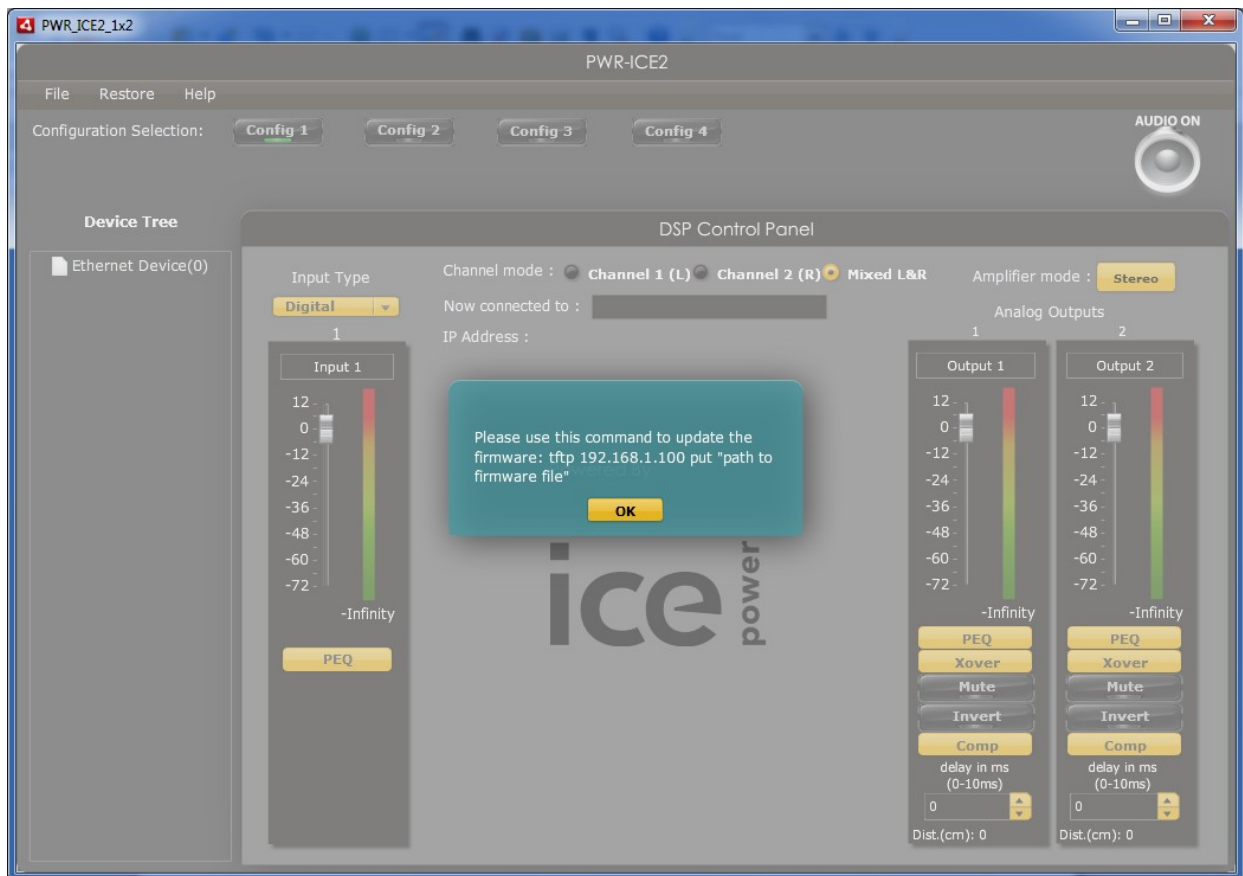 PWR_ICE2_1x2
PWR-ICE2
File Restore Help
Configuration Selection: Config 1 Config 2 Config 3 Config 4
AUDIO ON
Device Tree
DSP Control Panel
Ethernet Device(0)
Input Type
Channel mode : Channel 1 (L) Channel 2 (R) Mixed L&R
Amplifier mode : Stereo
Digital
Now connected to :
Analog Outputs
1
IP Address :
1 2
Input 1
12
0
-12
-24
-36
-48
-60
-72
-Infinity
PEQ
Please use this command to update the
firmware: tftp 192.168.1.100 put "path to
firmware file"
OK
ice power
Output 1
12
0
-12
-24
-36
-48
-60
-72
-Infinity
PEQ
Xover
Mute
Invert
Comp
delay in ms
(0-10ms)
0
Dist.(cm): 0
Output 2
12
0
-12
-24
-36
-48
-60
-72
-Infinity
PEQ
Xover
Mute
Invert
Comp
delay in ms
(0-10ms)
0
Dist.(cm): 0